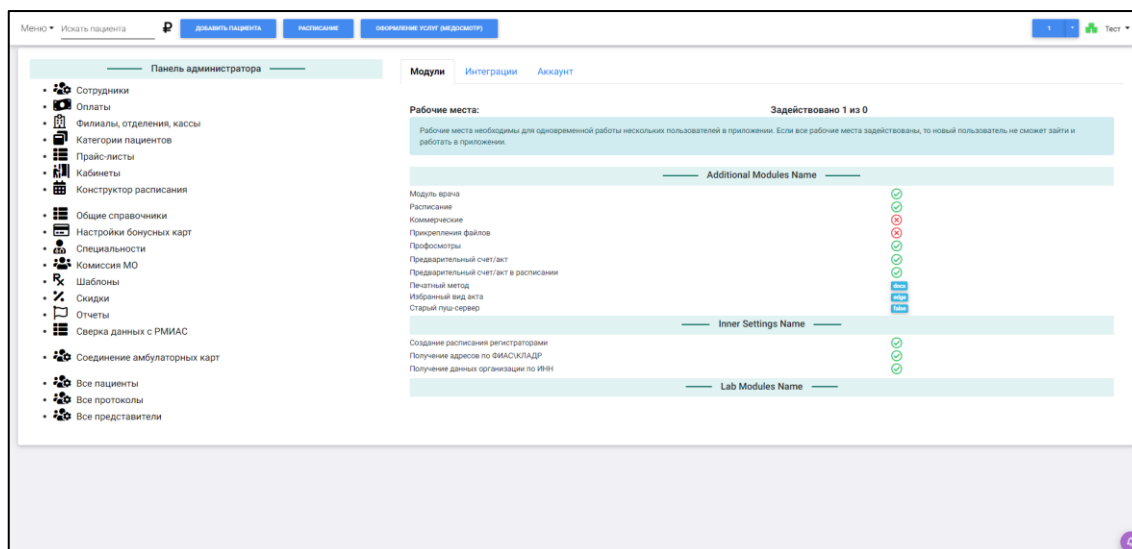 Меню Искать пациента ₽ ДОБАВИТЬ ПАЦИЕНТА РАСПИСАНИЕ ОФОРМЛЕНИЕ УСЛУГ (МЕДОСМОТР) 1 Тест
Панель администратора
Сотрудники
Оплаты
Филиалы, отделения, кассы
Категории пациентов
Прайс-листы
Кабинеты
Конструктор расписания
Общие справочники
Настройки бонусных карт
Специальности
Комиссия МО
Шаблоны
Скидки
Отчеты
Сверка данных с РМИАС
Соединение амбулаторных карт
Все пациенты
Все протоколы
Все представители
Модули Интеграции Аккаунт
Рабочие места: Задействовано 1 из 0
Рабочие места необходимы для одновременной работы нескольких пользователей в приложении. Если все рабочие места задействованы, то новый пользователь не сможет зайти и
работать в приложении.
Additional Modules Name
Модуль врача
Расписание
Коммерческие
Прикрепления файлов
Профосмотры
Предварительный счет/акт
Предварительный счет/акт в расписании
Печатный метод docx
Избранный вид акта edge
Старый пуш-сервер false
Inner Settings Name
Создание расписания регистраторами
Получение адресов по ФИАС\КЛАДР
Получение данных организации по ИНН
Lab Modules Name